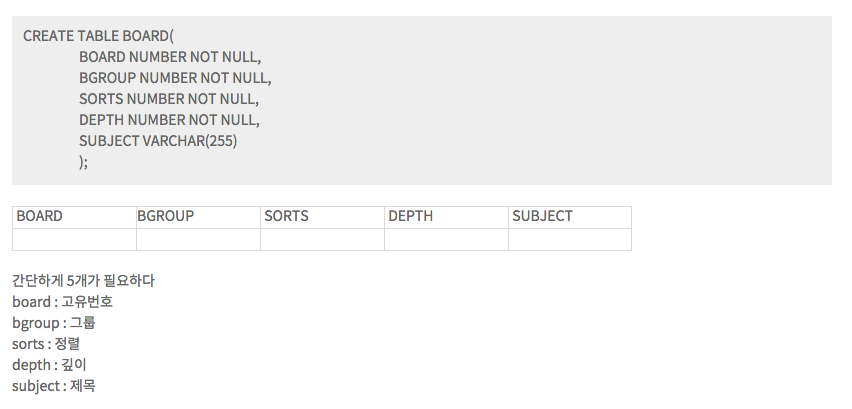 CREATE TABLE BOARD(
BOARD NUMBER NOT NULL,
BGROUP NUMBER NOT NULL,
SORTS NUMBER NOT NULL,
DEPTH NUMBER NOT NULL,
SUBJECT VARCHAR(255)
);
BOARD BGROUP SORTS DEPTH SUBJECT
간단하게 5개가 필요하다
board : 고유번호
bgroup : 그룹
sorts : 정렬
depth : 깊이
subject : 제목